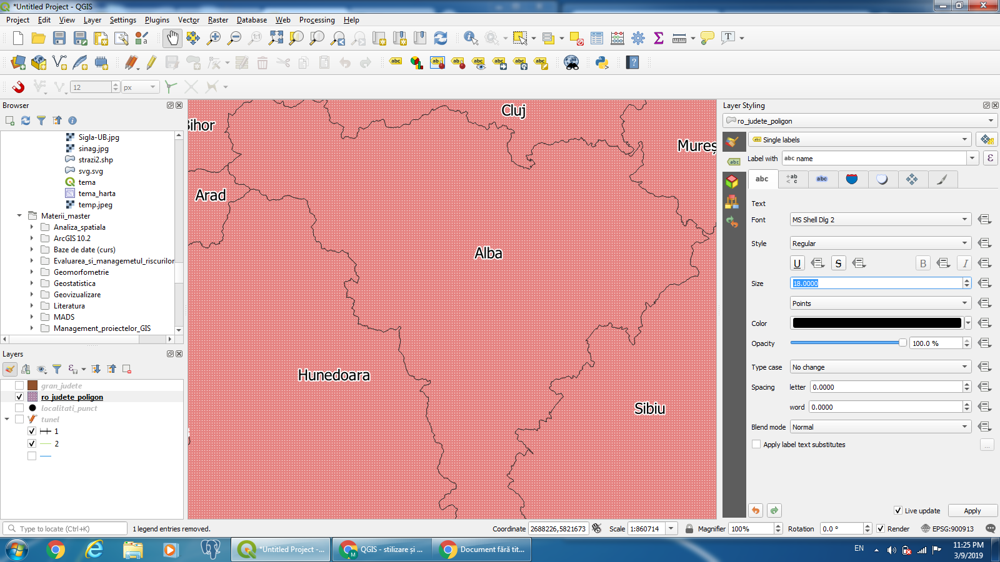 *Untitled Project - QGIS
Project Edit View Layer Settings Plugins Vector Raster Database Web Processing Help
12 px
Browser
Sigla-UB.jpg
sinag.jpg
strazi2.shp
svg.svg
tema
tema_harta
temp.jpeg
Materii_master
Analiza_spatiala
ArcGIS 10.2
Baze de date (curs)
Evaluarea_si_managemetul_riscurilor
Geomorfometrie
Geostatistica
Geovizualizare
Literatura
MADS
Management_proiectelor_GIS
Layers
gran_judete
ro_judete_poligon
localitati_punct
tunel
1
2
Cluj
Bihor
Mureș
Arad
Alba
Hunedoara
Sibiu
Layer Styling
ro_judete_poligon
Single labels
Label with abc name
Text
Font MS Shell Dlg 2
Style Regular
U S B I
Size 18.0000
Points
Color
Opacity 100.0 %
Type case No change
Spacing letter 0.0000
word 0.0000
Blend mode Normal
Apply label text substitutes ...
Live update Apply
Type to locate (Ctrl+K) 1 legend entries removed. Coordinate 2688226,5821673 Scale 1:860714 Magnifier 100% Rotation 0.0 ° Render EPSG:900913
*Untitled Project -... QGIS - stilizare și ... Document fără tit... EN 11:25 PM
3/9/2019